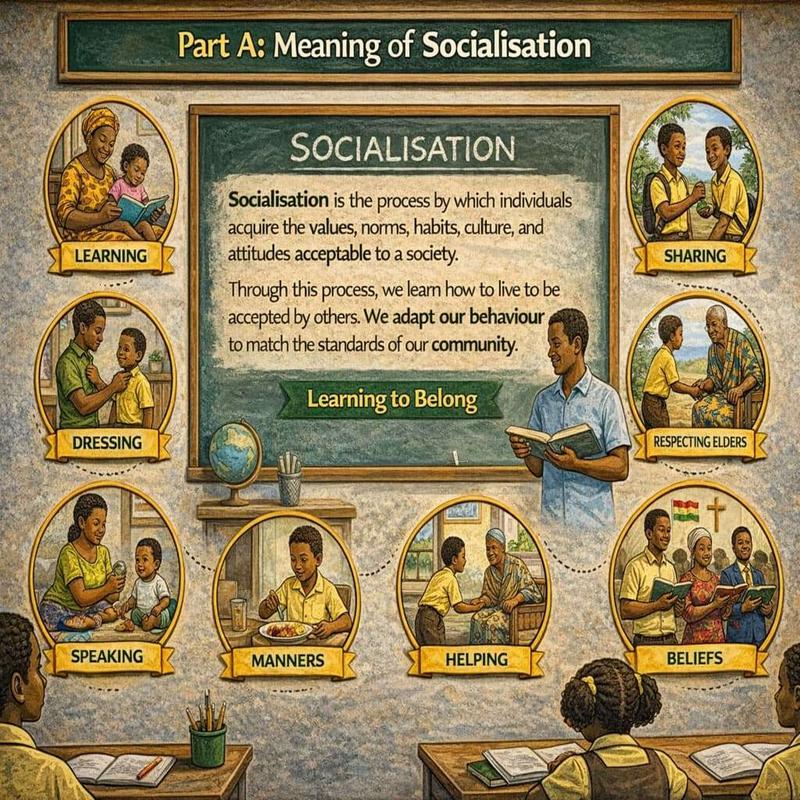 Part A: Meaning of Socialisation
SOCIALISATION
Socialisation is the process by which individuals
acquire the values, norms, habits, culture, and
attitudes acceptable to a society.
Through this process, we learn how to live to be
accepted by others. We adapt our behaviour
to match the standards of our community.
Learning to Belong
LEARNING
SHARING
DRESSING
RESPECTING ELDERS
SPEAKING
MANNERS
HELPING
BELIEFS